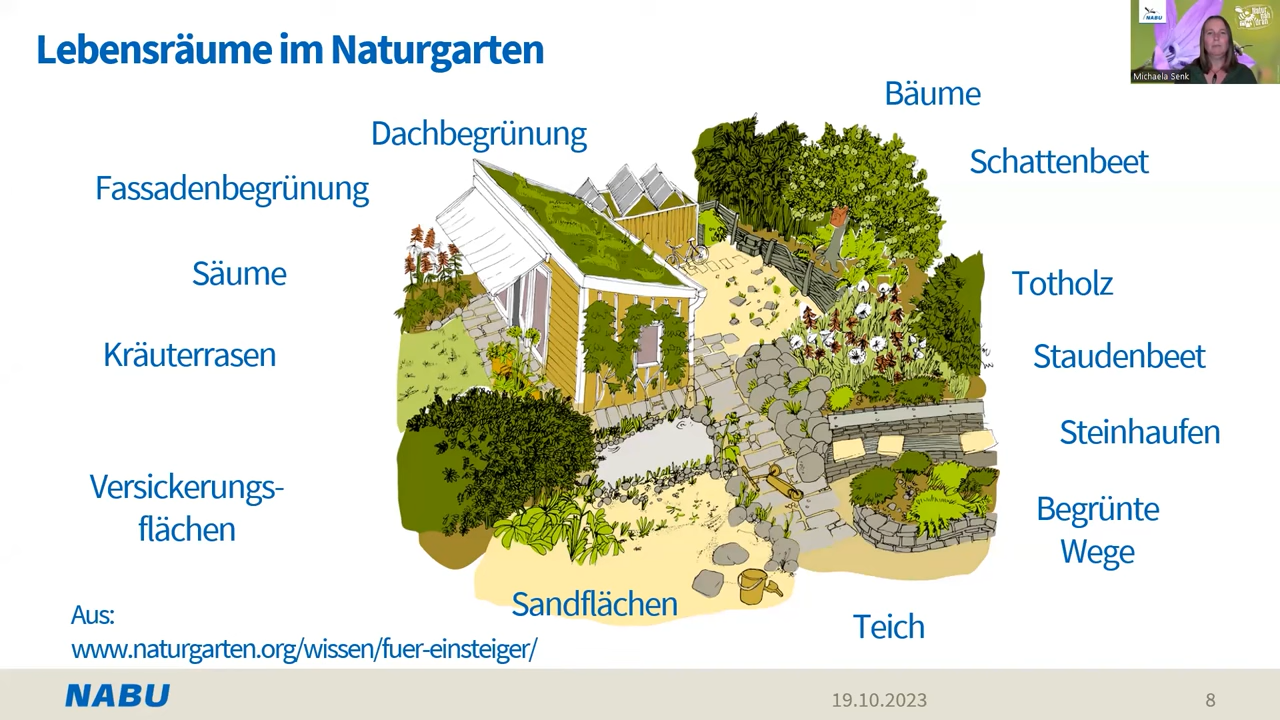 Lebensräume im Naturgarten
NABU
Michaela Senk
Bäume
Dachbegrünung
Schattenbeet
Fassadenbegrünung
Säume
Totholz
Kräuterrasen
Staudenbeet
Steinhaufen
Versickerungs-
flächen
Begrünte
Wege
Sandflächen
Teich
Aus:
www.naturgarten.org/wissen/fuer-einsteiger/
NABU
19.10.2023
8